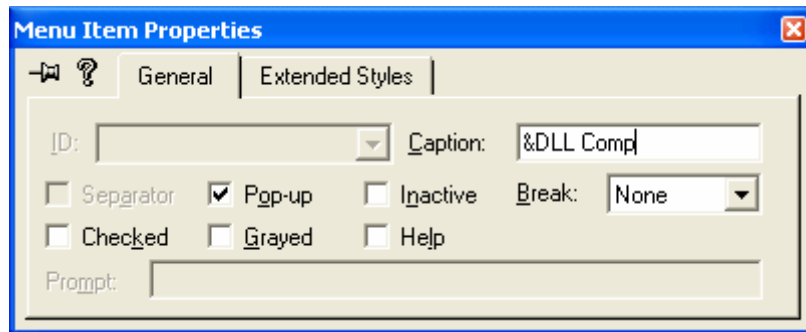 Menu Item Properties
General Extended Styles
ID: Caption: &DLL Comp
Separator Pop-up Inactive Break: None
Checked Grayed Help
Prompt: